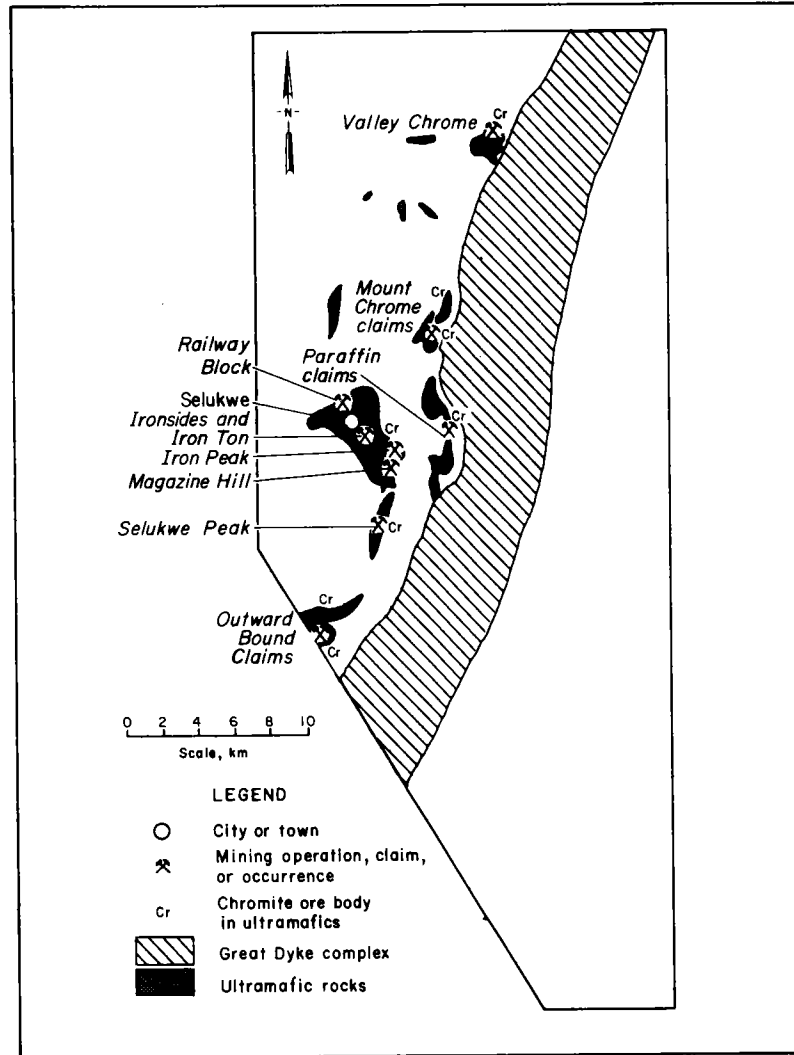 N
Cr
Valley Chrome
Cr
Mount
Chrome
claims
Cr
Railway
Block
Paraffin
claims
Selukwe
Cr
Ironsides and
Iron Ton
Cr
Iron Peak
Magazine Hill
Selukwe Peak
Cr
Cr
Outward
Bound
Claims
Cr
0 2 4 6 8 10
Scale, km
LEGEND
City or town
Mining operation, claim,
or occurrence
Cr
Chromite ore body
in ultramafics
Great Dyke complex
Ultramafic rocks